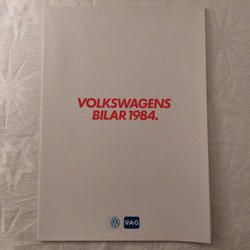 VOLKSWAGENS
BILAR 1984.
V·A·G